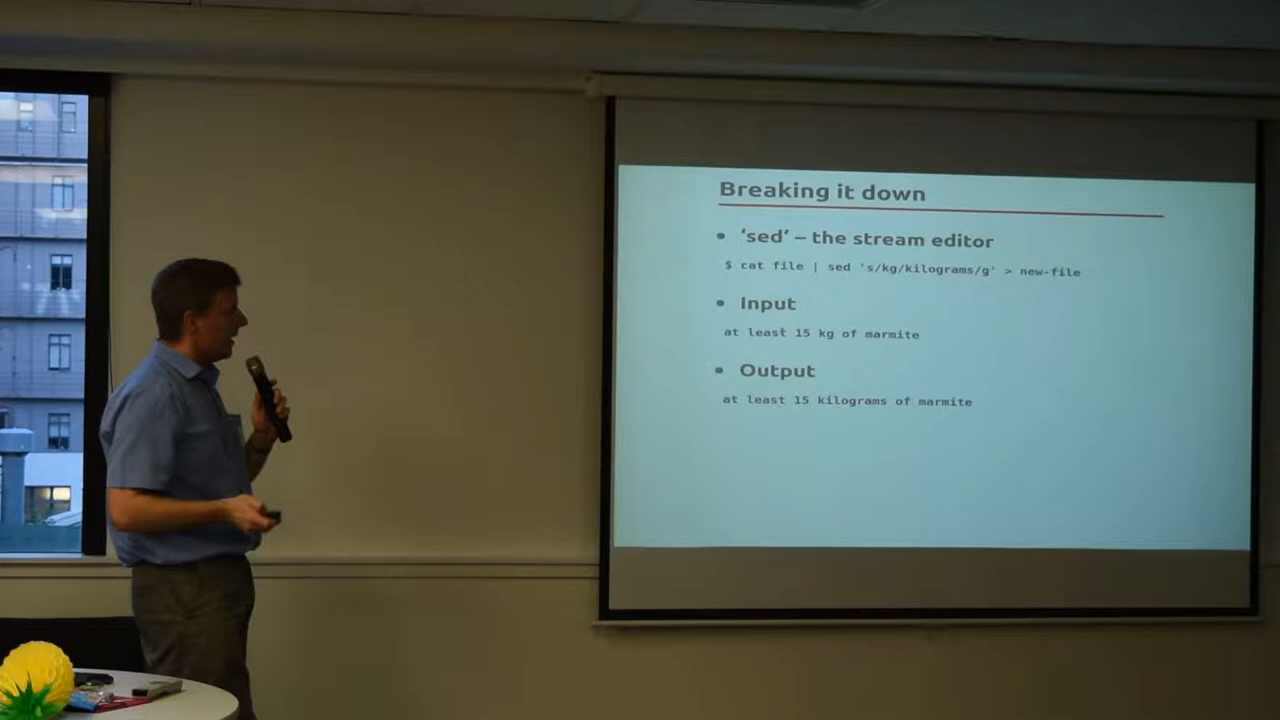 Breaking it down
• ‘sed’ – the stream editor
$ cat file | sed 's/kg/kilograms/g' > new-file
• Input
at least 15 kg of marmite
• Output
at least 15 kilograms of marmite